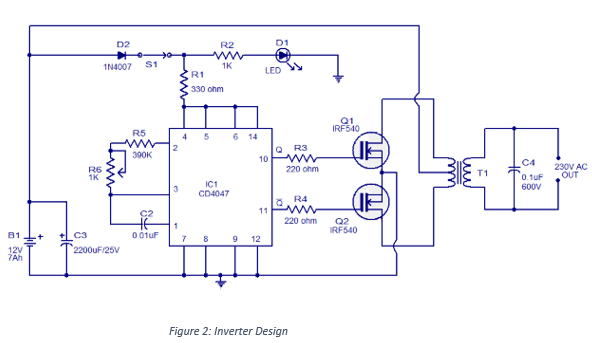 D2
1N4007
S1
R2
1K
D1
LED
R1
330 ohm
4 5 6 14
R5
390K
2
R6
1K
3
C2
0.01uF
1
IC1
CD4047
10
Q
R3
220 ohm
11
Q̅
R4
220 ohm
7 8 9 12
Q1
IRF540
Q2
IRF540
T1
C4
0.1uF
600V
230V AC
OUT
B1
+
12V
7Ah
+
C3
2200uF/25V
Figure 2: Inverter Design